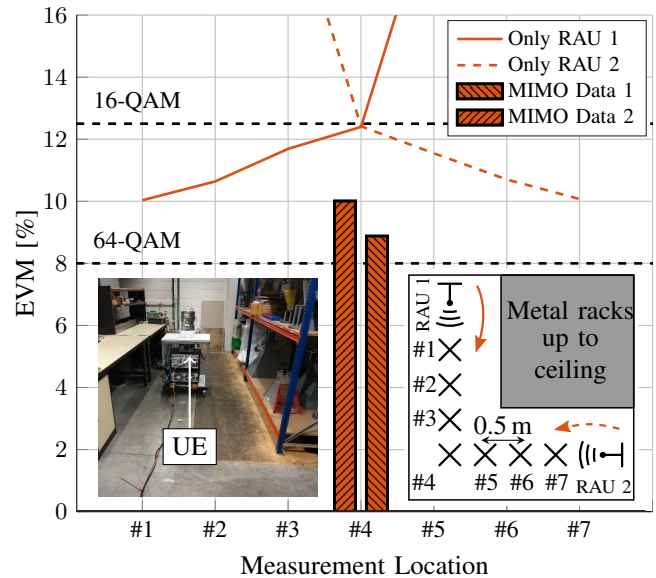 16
14
12
10
8
6
4
2
0
EVM [%]
16-QAM
64-QAM
Only RAU 1
Only RAU 2
MIMO Data 1
MIMO Data 2
UE
RAU 1
Metal racks
up to
ceiling
#1
#2
#3
0.5 m
#4
#5
#6
#7
RAU 2
#1
#2
#3
#4
#5
#6
#7
Measurement Location